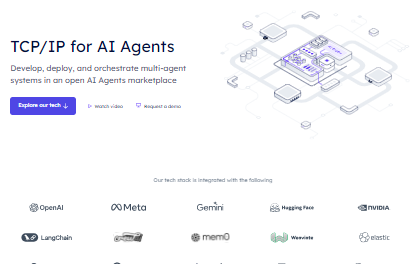 TCP/IP for AI Agents
Develop, deploy, and orchestrate multi-agent
systems in an open AI Agents marketplace
Explore our tech ↓
Watch video
Request a demo
Our tech stack is integrated with the following
OpenAI
Meta
Gemini
Hugging Face
NVIDIA
LangChain
mem0
Weaviate
elastic